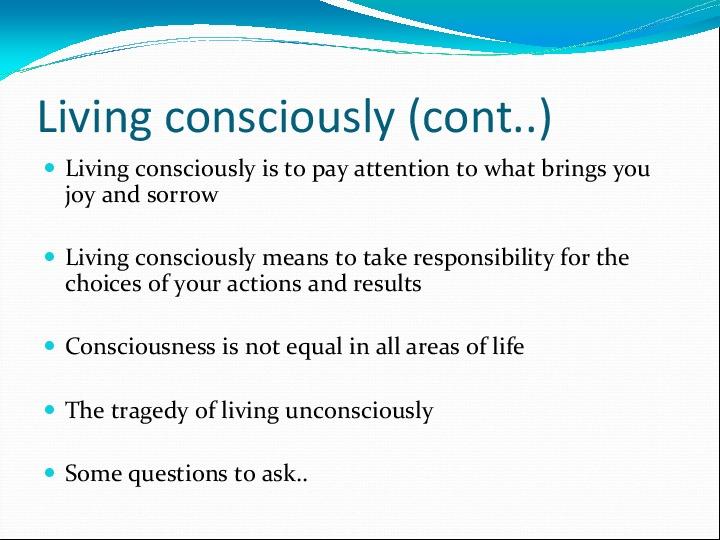 Living consciously (cont..)
Living consciously is to pay attention to what brings you
joy and sorrow
Living consciously means to take responsibility for the
choices of your actions and results
Consciousness is not equal in all areas of life
The tragedy of living unconsciously
Some questions to ask..